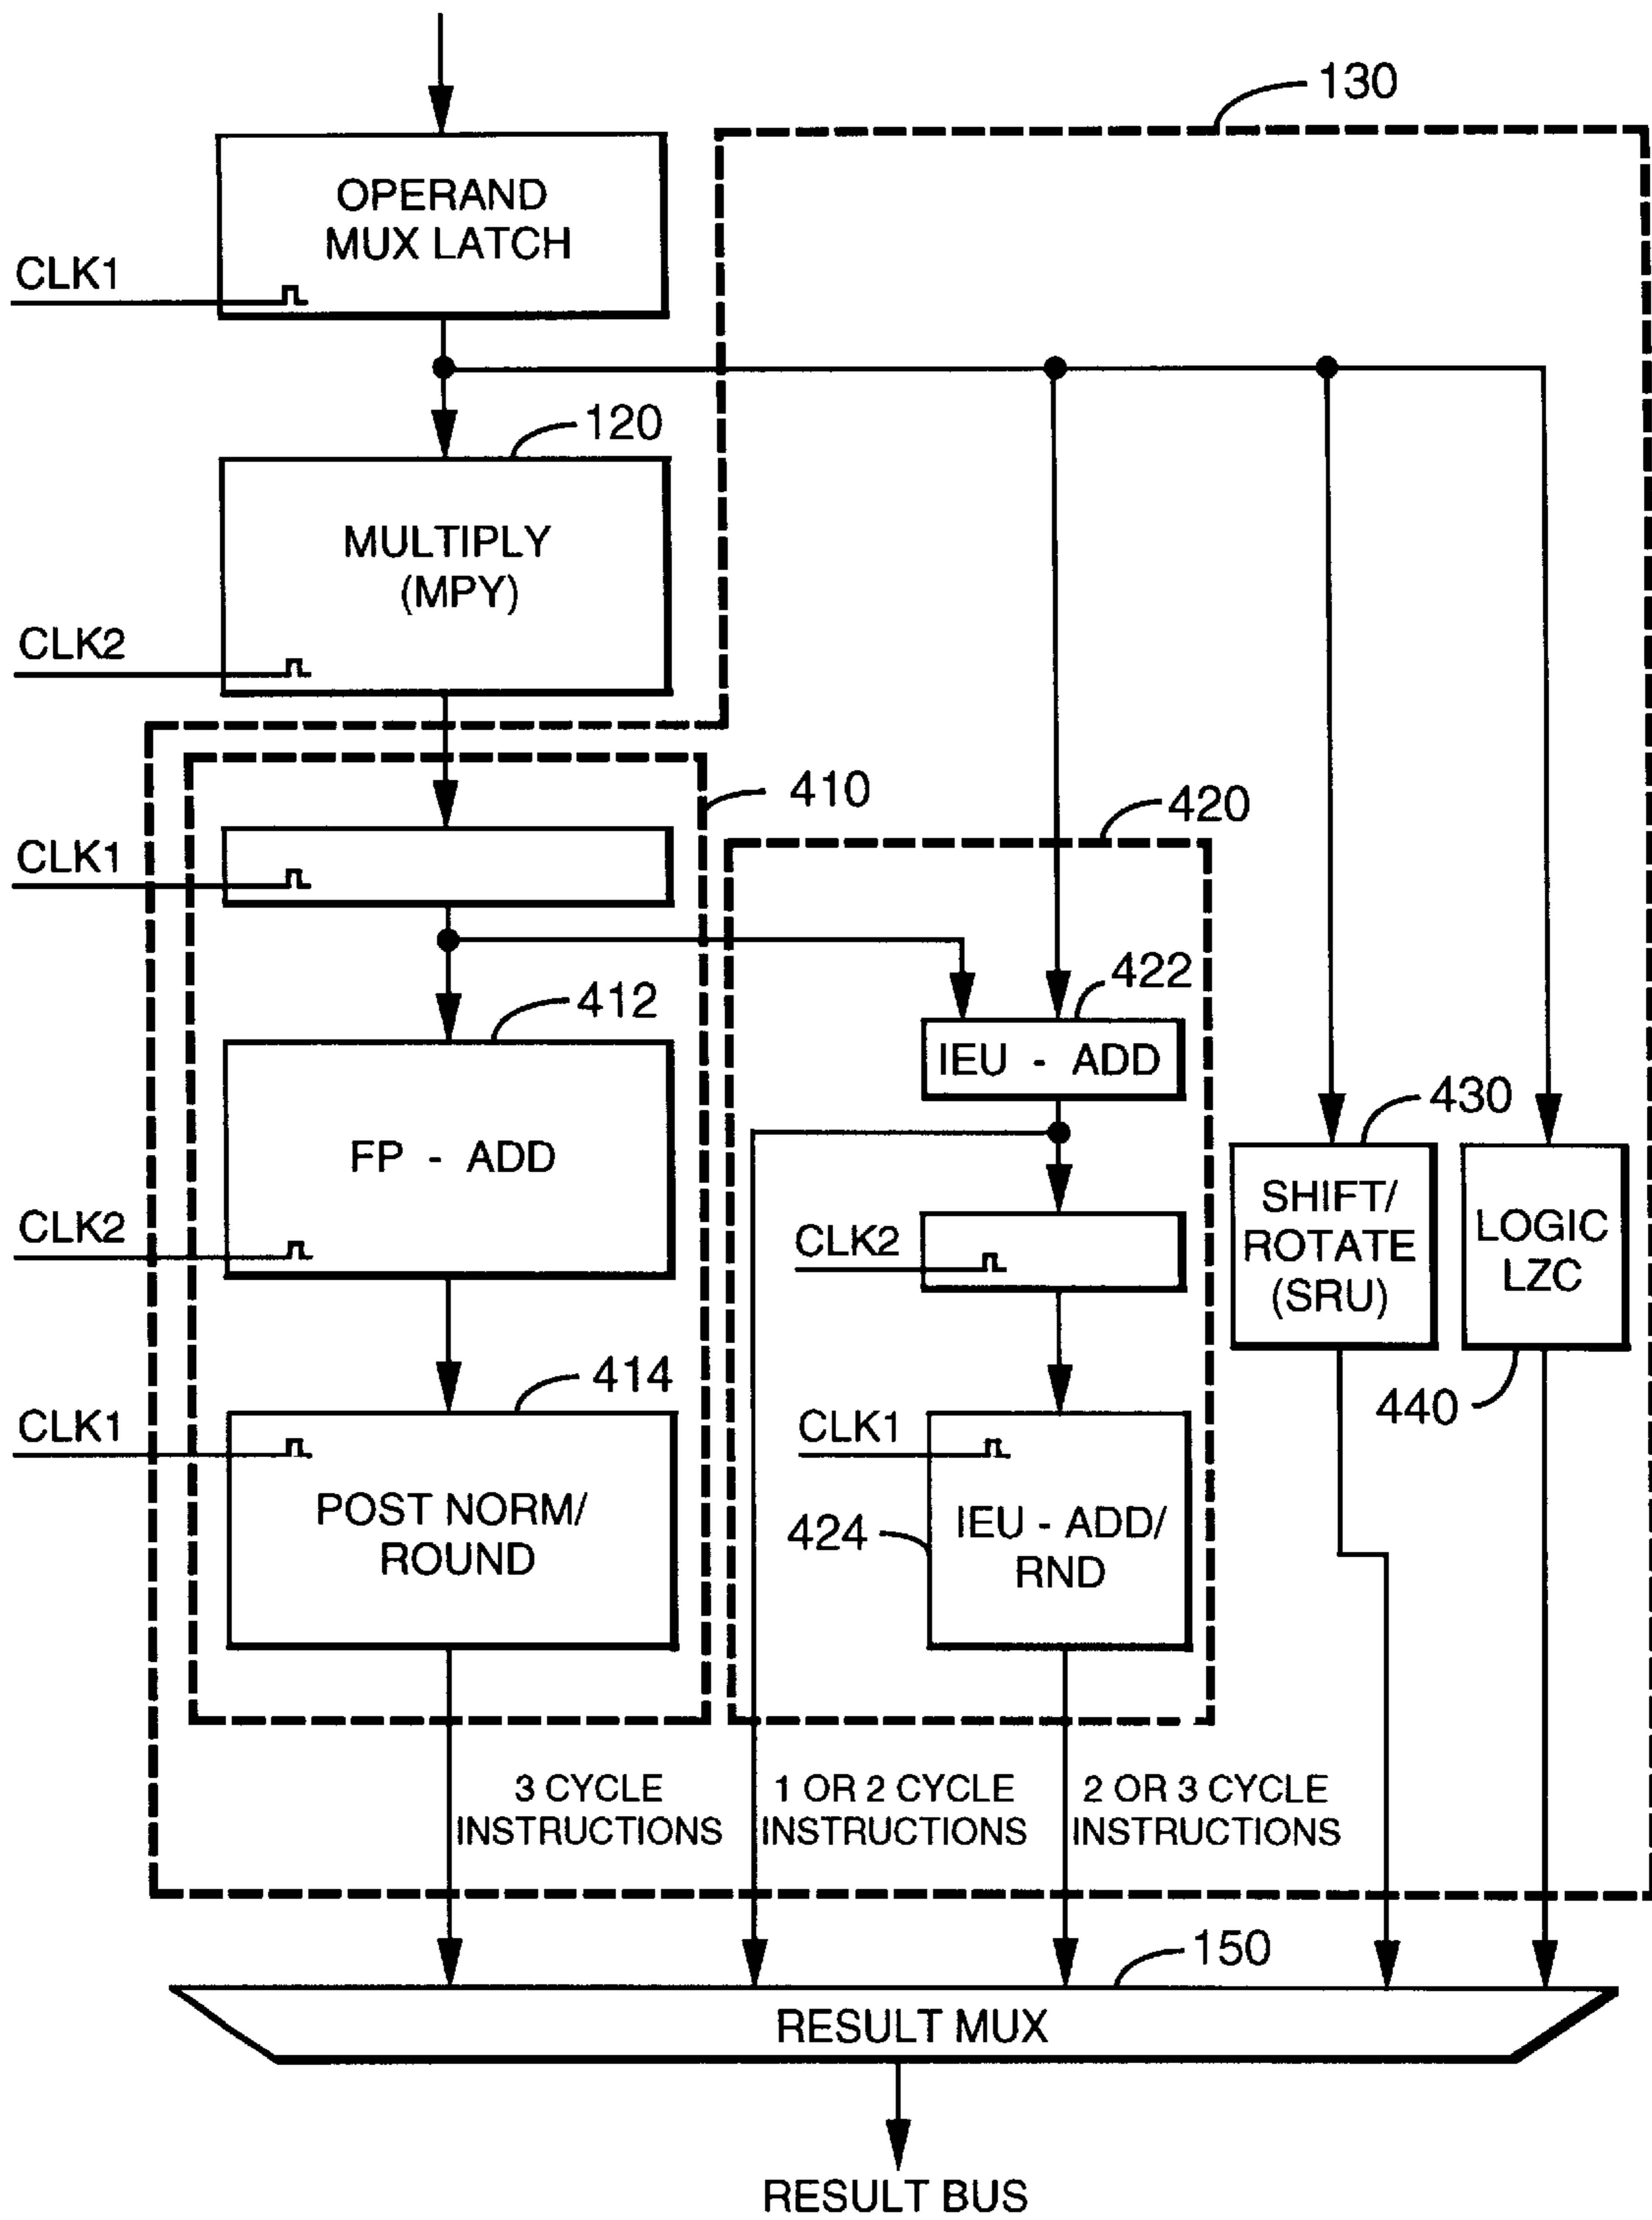 130
OPERAND
MUX LATCH
CLK1
120
MULTIPLY
(MPY)
CLK2
410
420
CLK1
422
412
IEU - ADD
430
FP - ADD
SHIFT/
ROTATE
(SRU)
LOGIC
LZC
CLK2
CLK2
414
440
CLK1
CLK1
POST NORM/
ROUND
424
IEU - ADD/
RND
3 CYCLE
INSTRUCTIONS
1 OR 2 CYCLE
INSTRUCTIONS
2 OR 3 CYCLE
INSTRUCTIONS
150
RESULT MUX
RESULT BUS